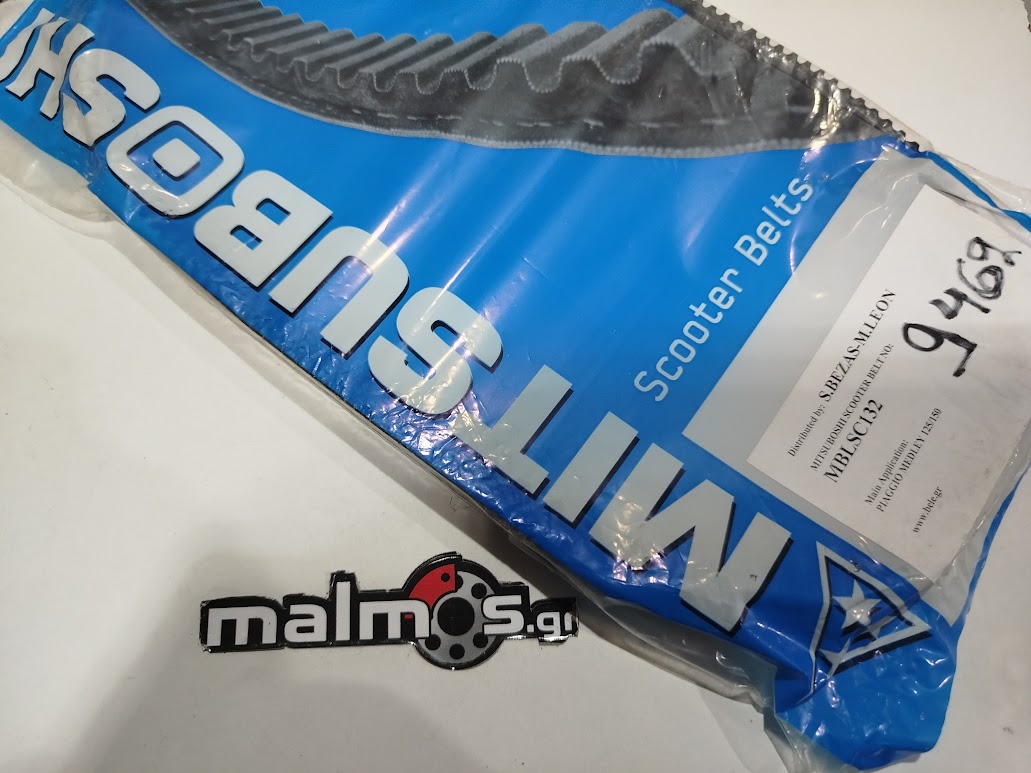 MITSUBOSHI
Scooter Belts
Distributed by: S.BEZAS-M.LEON
MITSUBOSHI SCOOTER BELT NO:
MBLSC132
Main Application:
PIAGGIO MEDLEY 125/150
www.bele.gr
9469
malmos.gr